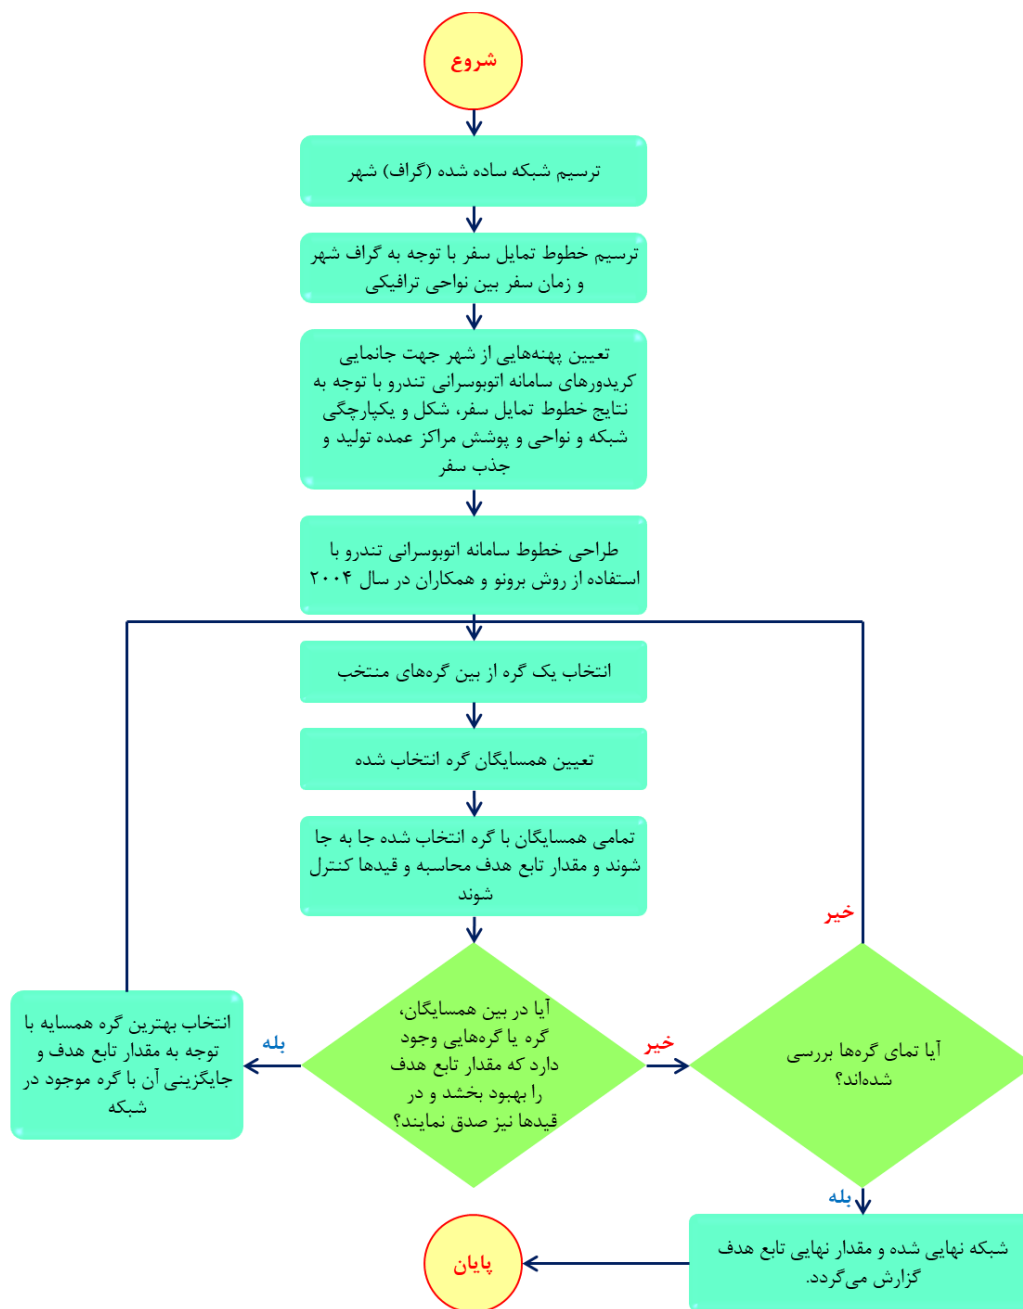 شروع
ترسیم شبکه ساده شده (گراف) شهر
ترسیم خطوط تمایل سفر با توجه به گراف شهر
و زمان سفر بین نواحی ترافیکی
تعیین پهنه‌هایی از شهر جهت جانمایی
کریدورهای سامانه اتوبوسرانی تندرو با توجه به
نتایج خطوط تمایل سفر، شکل و یکپارچگی
شبکه و نواحی و پوشش مراکز عمده تولید و
جذب سفر
طراحی خطوط سامانه اتوبوسرانی تندرو با
استفاده از روش برونو و همکاران در سال ۲۰۰۴
انتخاب یک گره از بین گره‌های منتخب
تعیین همسایگان گره انتخاب شده
تمامی همسایگان با گره انتخاب شده جا به جا
شوند و مقدار تابع هدف محاسبه و قیدها کنترل
شوند
آیا در بین همسایگان،
گره یا گره‌هایی وجود
دارد که مقدار تابع هدف
را بهبود بخشد و در
قیدها نیز صدق نمایند؟
بله
انتخاب بهترین گره همسایه با
توجه به مقدار تابع هدف و
جایگزینی آن با گره موجود در
شبکه
خیر
آیا تمای گره‌ها بررسی
شده‌اند؟
خیر
بله
شبکه نهایی شده و مقدار نهایی تابع هدف
گزارش می‌گردد.
پایان